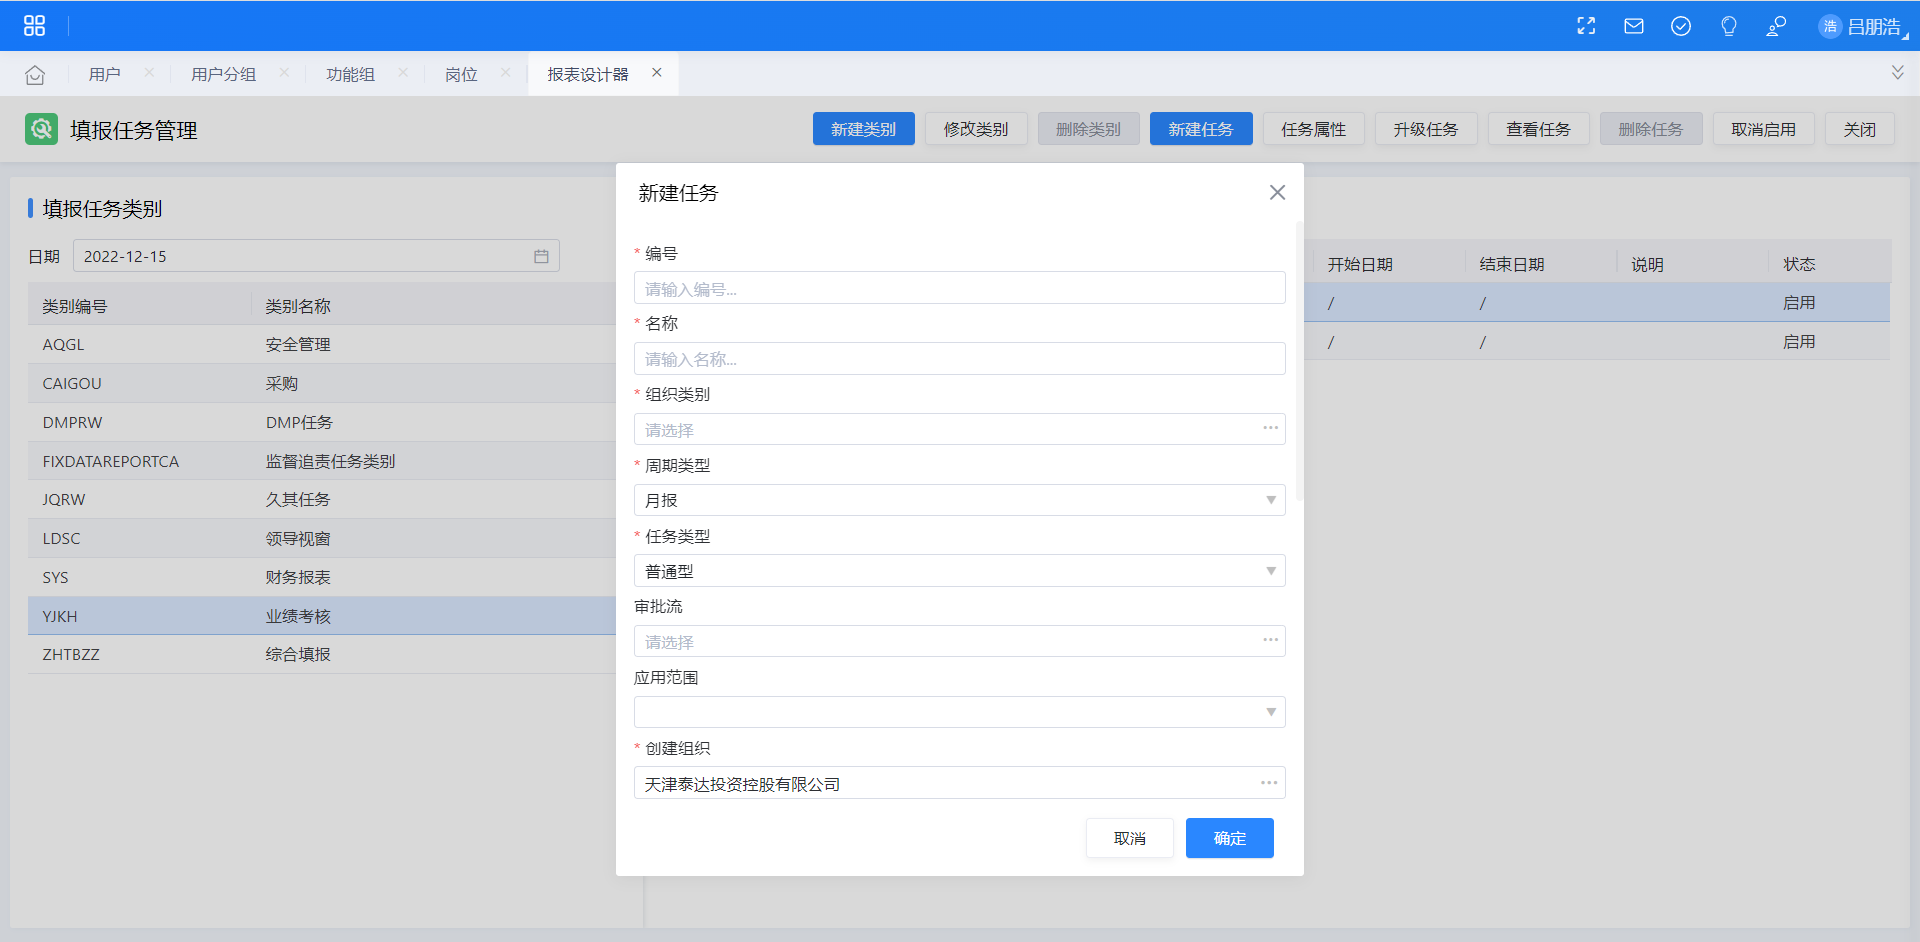 浩 吕朋浩
用户 用户分组 功能组 岗位 报表设计器
填报任务管理 新建类别 修改类别 删除类别 新建任务 任务属性 升级任务 查看任务 删除任务 取消启用 关闭
填报任务类别
日期 2022-12-15
类别编号 类别名称
AQGL 安全管理
CAIGOU 采购
DMPRW DMP任务
FIXDATAREPORTCA 监督追责任务类别
JQRW 久其任务
LDSC 领导视窗
SYS 财务报表
YJKH 业绩考核
ZHTBZZ 综合填报
新建任务
* 编号
请输入编号...
* 名称
请输入名称...
* 组织类别
请选择
* 周期类型
月报
* 任务类型
普通型
审批流
请选择
应用范围
* 创建组织
天津泰达投资控股有限公司
取消 确定
开始日期 结束日期 说明 状态
/ / 启用
/ / 启用